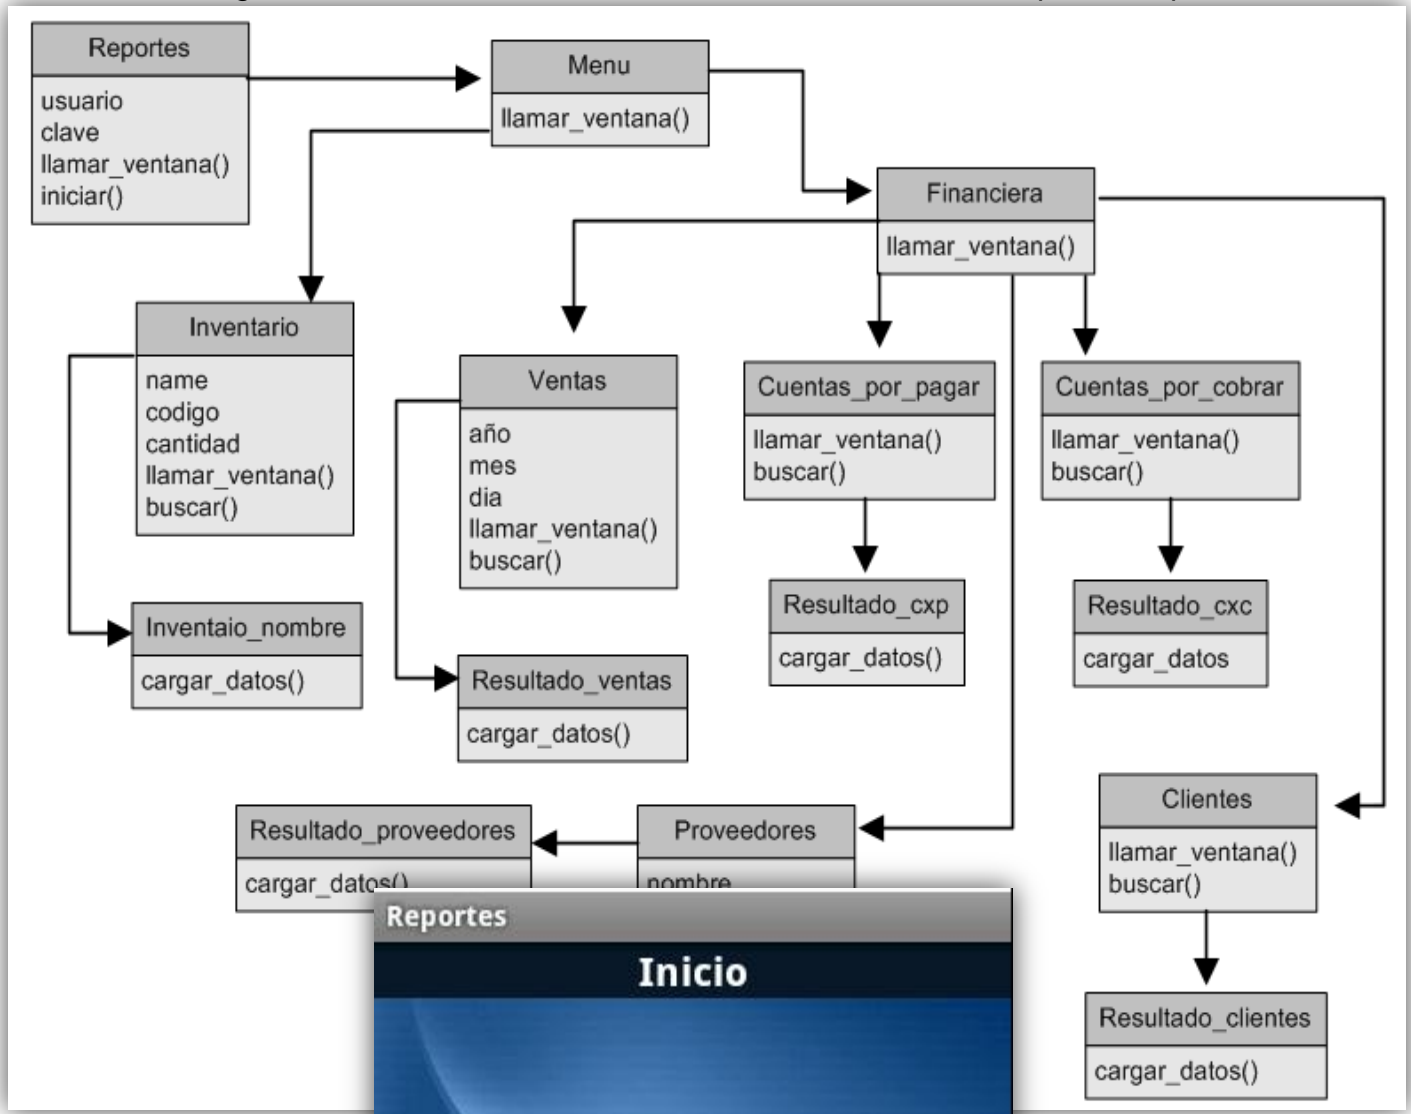 Reportes
usuario
clave
llamar_ventana()
iniciar()
Menu
llamar_ventana()
Financiera
llamar_ventana()
Inventario
name
codigo
cantidad
llamar_ventana()
buscar()
Ventas
año
mes
dia
llamar_ventana()
buscar()
Cuentas_por_pagar
llamar_ventana()
buscar()
Cuentas_por_cobrar
llamar_ventana()
buscar()
Inventaio_nombre
cargar_datos()
Resultado_ventas
cargar_datos()
Resultado_cxp
cargar_datos()
Resultado_cxc
cargar_datos
Resultado_proveedores
cargar_datos()
Proveedores
nombre
Clientes
llamar_ventana()
buscar()
Resultado_clientes
cargar_datos()
Reportes
Inicio